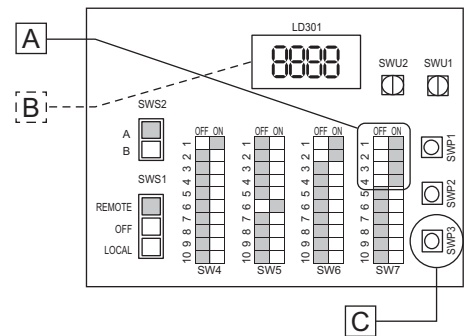 A
LD301
8888
SWU2 SWU1
B
SWS2
A
B
SWS1
REMOTE
OFF
LOCAL
OFF ON
1
2
3
4
5
6
7
8
9
10
SW4
OFF ON
1
2
3
4
5
6
7
8
9
10
SW5
OFF ON
1
2
3
4
5
6
7
8
9
10
SW6
OFF ON
1
2
3
4
5
6
7
8
9
10
SW7
SWP1
SWP2
SWP3
C